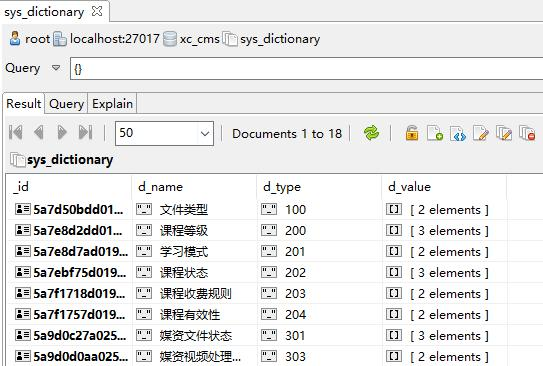 sys_dictionary
root localhost:27017 xc_cms sys_dictionary
Query {}
Result Query Explain
50 Documents 1 to 18
sys_dictionary
_id d_name d_type d_value
5a7d50bdd01... "_" 文件类型 "_" 100 [ 2 elements ]
5a7e8d2dd01... "_" 课程等级 "_" 200 [ 3 elements ]
5a7e8d7ad019... "_" 学习模式 "_" 201 [ 2 elements ]
5a7ebf75d019... "_" 课程状态 "_" 202 [ 3 elements ]
5a7f1718d019... "_" 课程收费规则 "_" 203 [ 2 elements ]
5a7f1757d019... "_" 课程有效性 "_" 204 [ 2 elements ]
5a9d0c27a025... "_" 媒资文件状态 "_" 301 [ 3 elements ]
5a9d0d0aa025... "_" 媒资视频处理... "_" 303 [ 2 elements ]